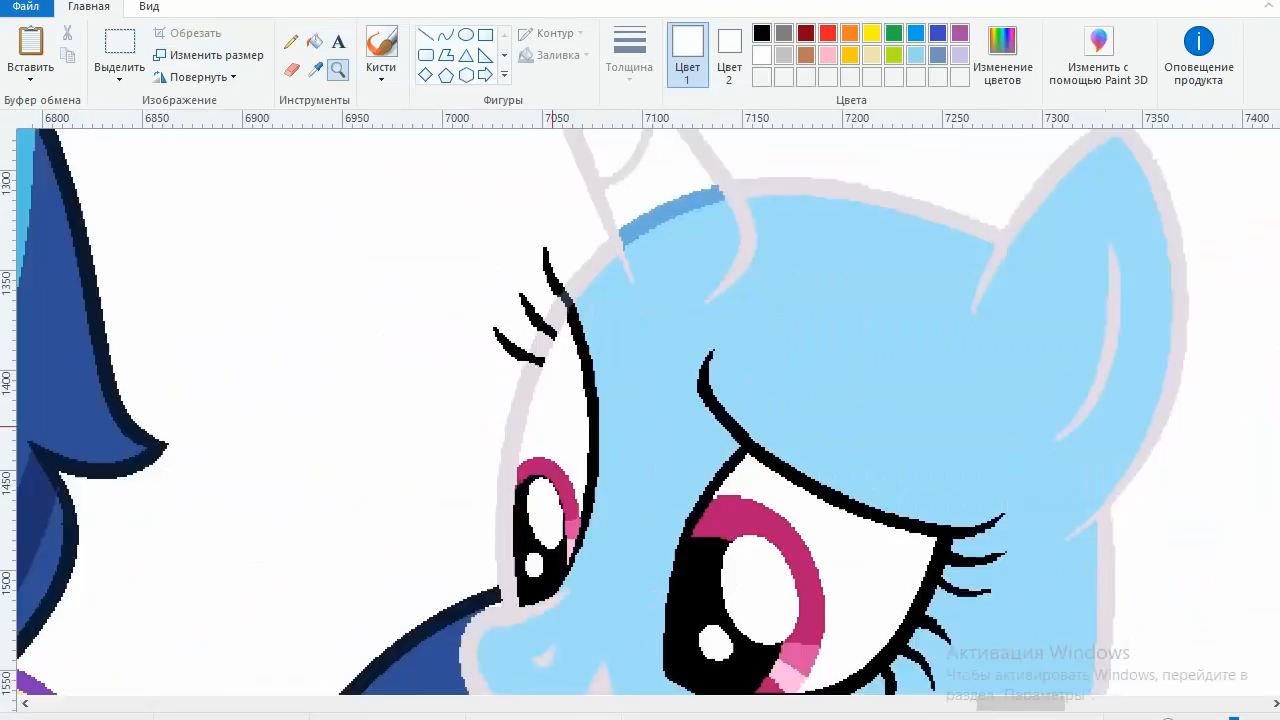 Файл Главная Вид
Вставить
Буфер обмена
Выделить
Обрезать
Изменить размер
Повернуть
Изображение
A
Инструменты
Кисти
Контур
Заливка
Фигуры
Толщина
Цвет
1
Цвет
2
Изменение
цветов
Цвета
Изменить с
помощью Paint 3D
Оповещение
продукта
6800 6850 6900 6950 7000 7050 7100 7150 7200 7250 7300 7350 7400
1300
1350
1400
1450
1500
1550
Активация Windows
Чтобы активировать Windows, перейдите в
раздел "Параметры".